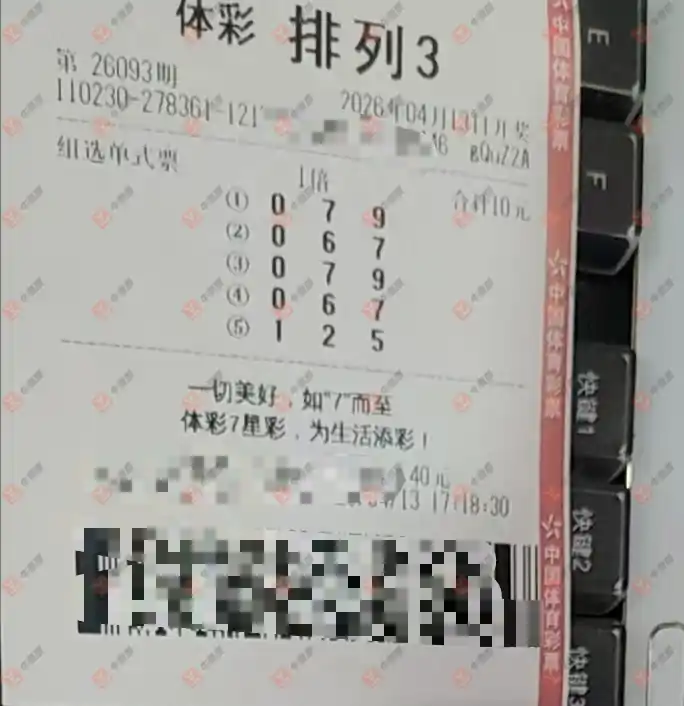 体彩 排列3
第 26093期
2026年04月13日开奖
110230-278361-121
gQuZ2A
组选单式票
1倍
合计10元
① 0 7 9
② 0 6 7
③ 0 7 9
④ 0 6 7
⑤ 1 2 5
一切美好，如"7"而至
体彩7星彩，为生活添彩！
40元
13 17:18:30
中国体育彩票
中国体育彩票
中国体育彩票
E
F
快键1
快键2
快键3